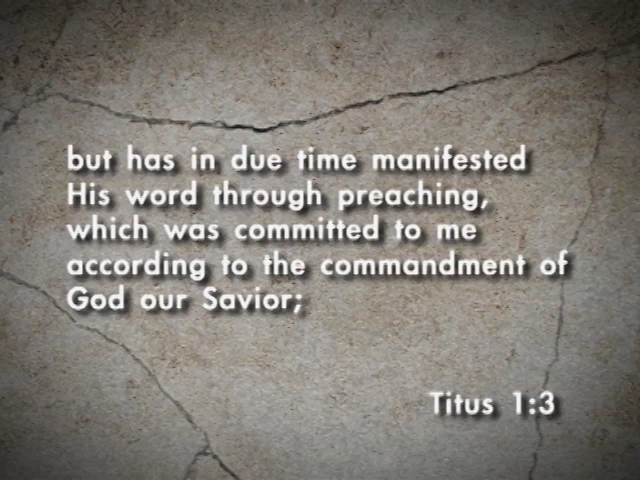 but has in due time manifested
His word through preaching,
which was committed to me
according to the commandment of
God our Savior;
Titus 1:3